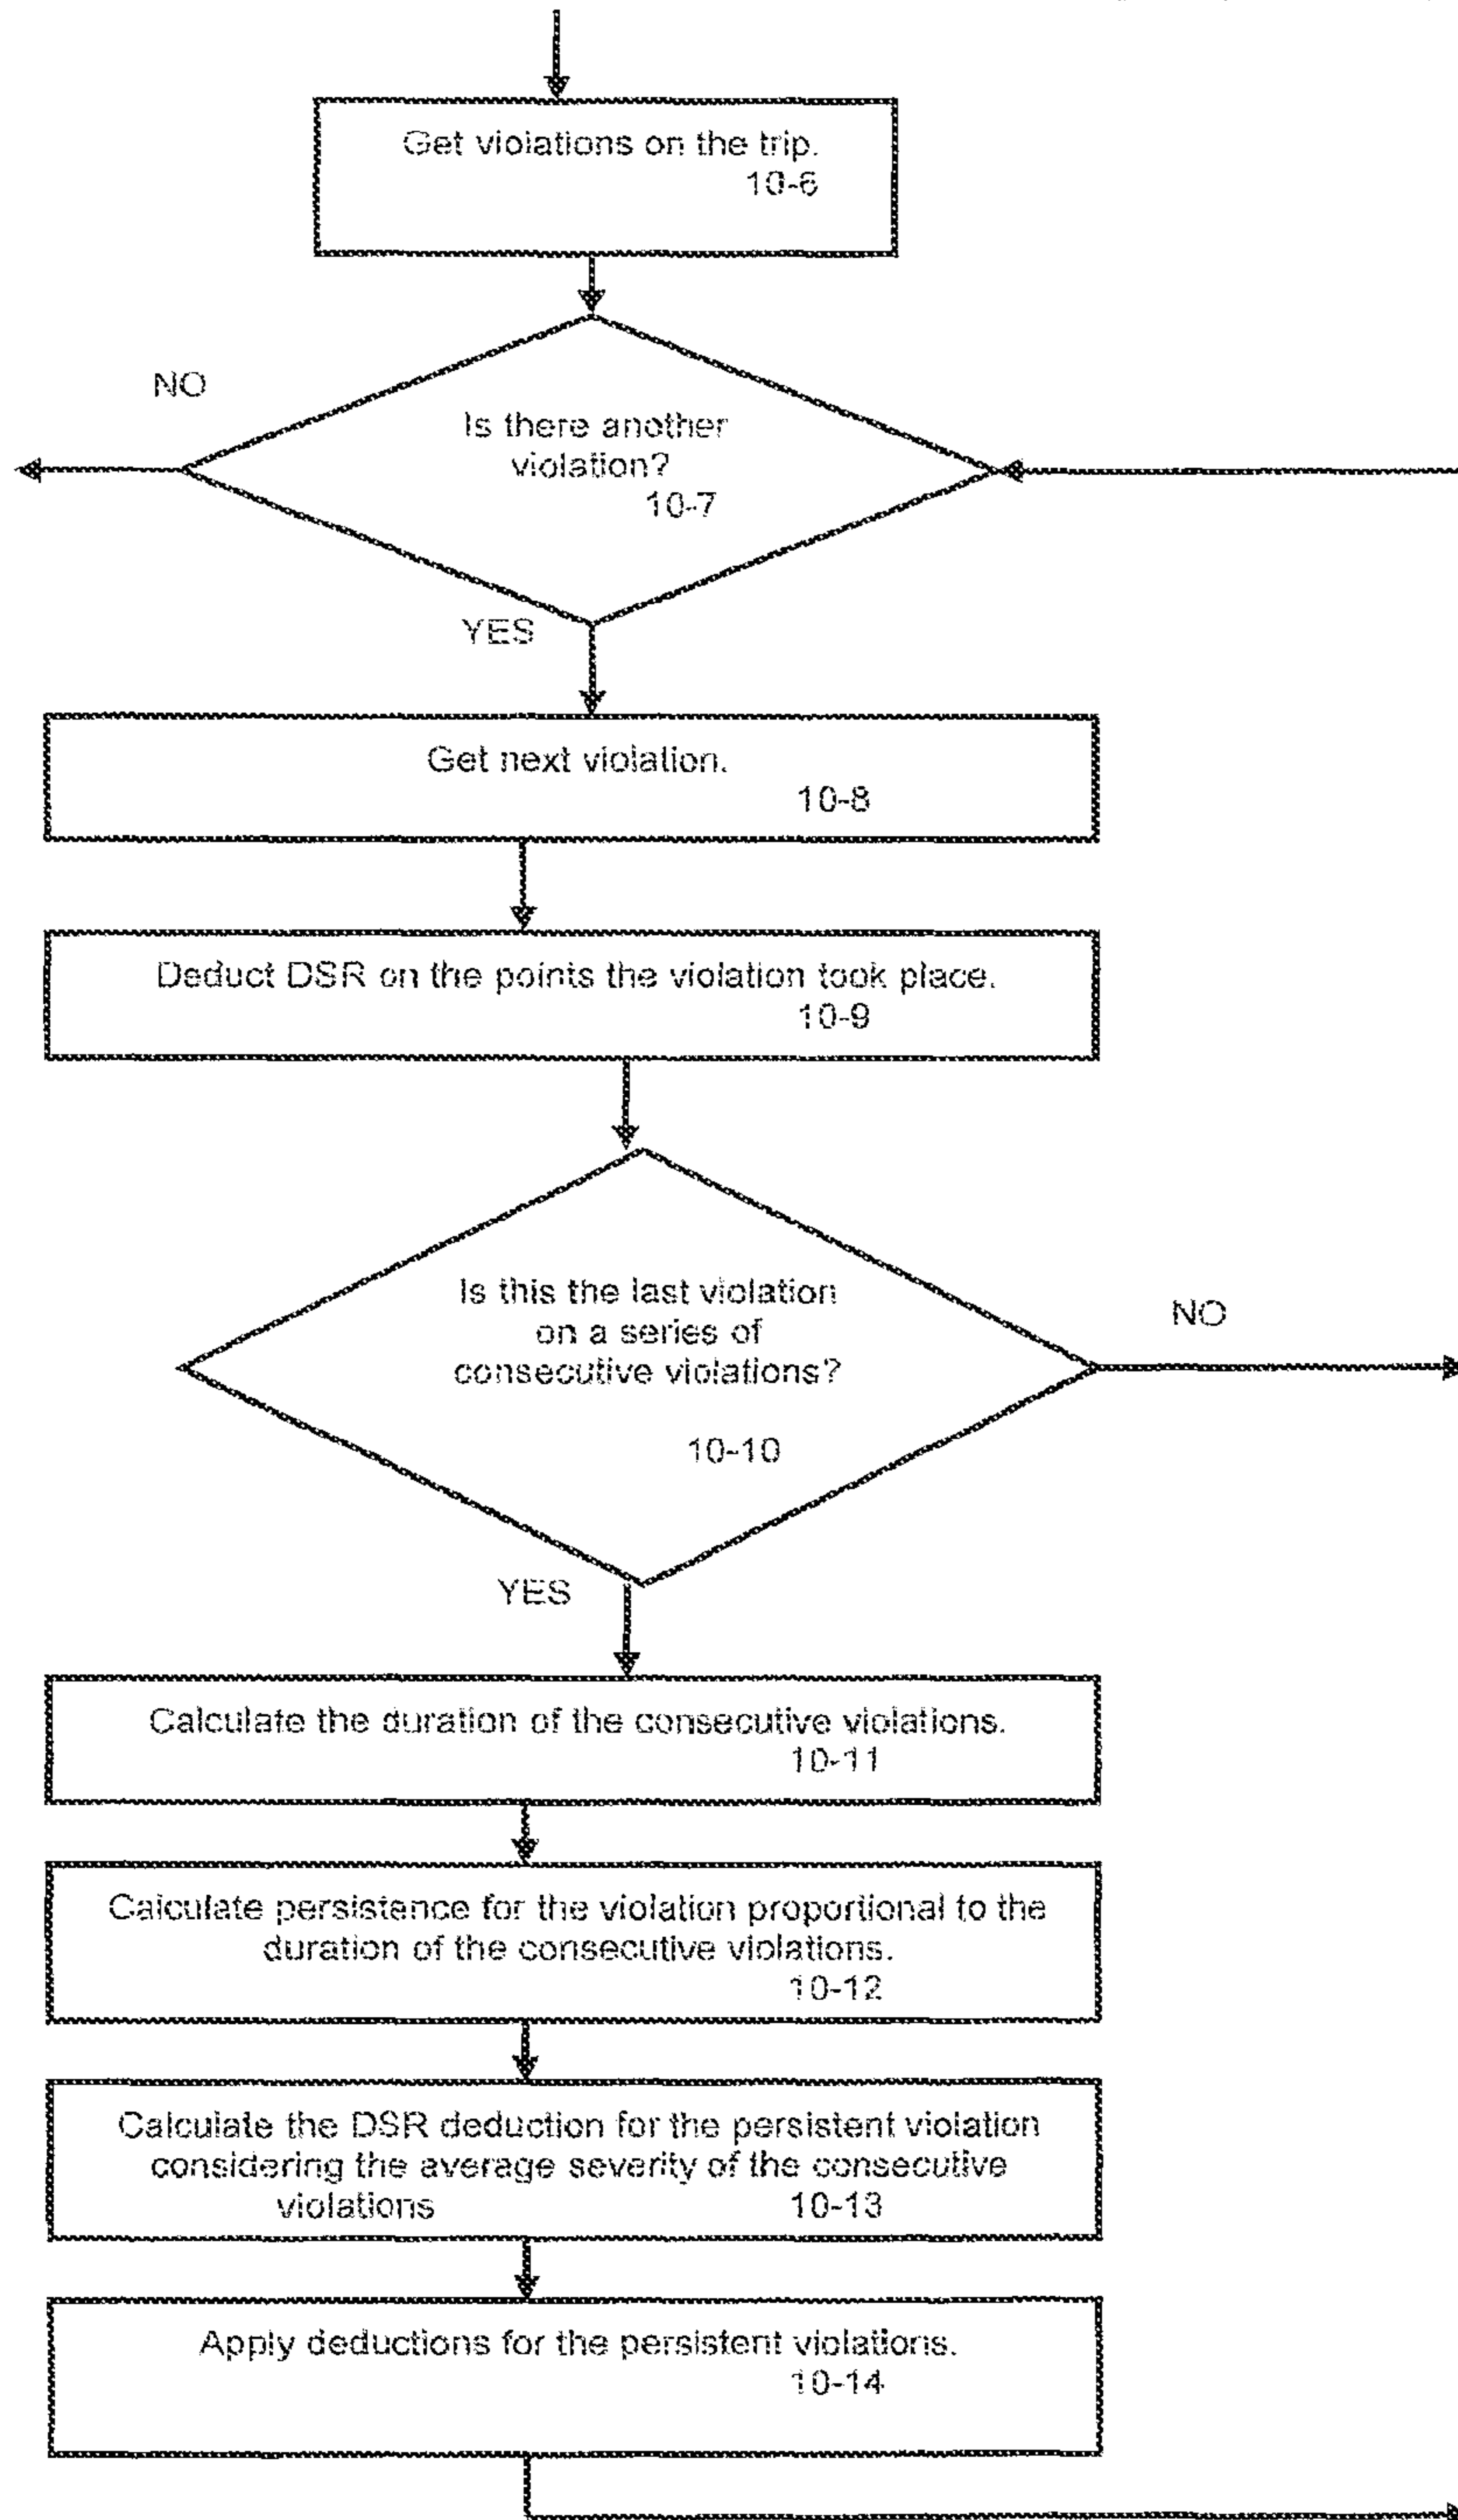 Get violations on the trip.
10-6
NO
Is there another
violation?
10-7
YES
Get next violation.
10-8
Deduct DSR on the points the violation took place.
10-9
Is this the last violation
on a series of
consecutive violations?
NO
10-10
YES
Calculate the duration of the consecutive violations.
10-11
Calculate persistence for the violation proportional to the
duration of the consecutive violations.
10-12
Calculate the DSR deduction for the persistent violation
considering the average severity of the consecutive
violations 10-13
Apply deductions for the persistent violations.
10-14